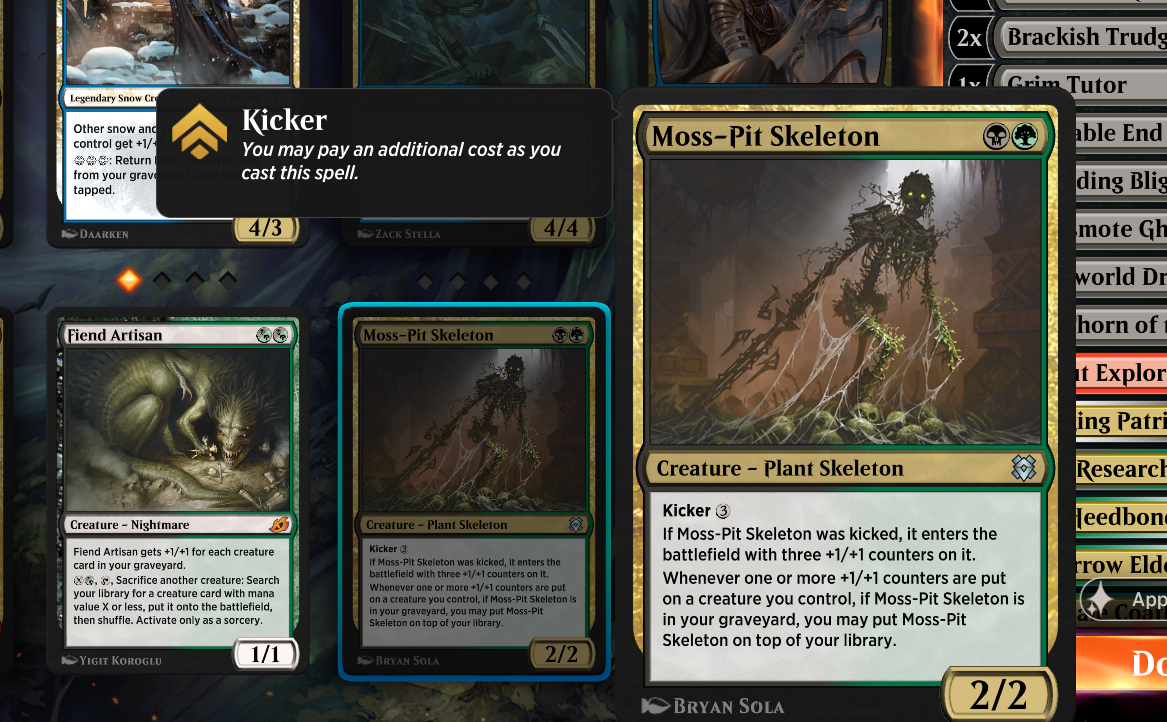 Legendary Snow
Other snow
control get +1/+
: Return
from your
tapped.
DAARKEN
4/3
Kicker
You may pay an additional cost as you
cast this spell.
ZACK STELLA
4/4
Fiend Artisan
Creature – Nightmare
Fiend Artisan gets +1/+1 for each creature
card in your graveyard.
Sacrifice another creature: Search
your library for a creature card with mana
value X or less, put it onto the battlefield,
then shuffle. Activate only as a sorcery.
YIGIT KOROGLU
1/1
Moss-Pit Skeleton
Creature – Plant Skeleton
Kicker 3
If Moss-Pit Skeleton was kicked, it enters the
battlefield with three +1/+1 counters on it.
Whenever one or more +1/+1 counters are put
on a creature you control, if Moss-Pit Skeleton is
in your graveyard, you may put Moss-Pit
Skeleton on top of your library.
BRYAN SOLA
2/2
Moss-Pit Skeleton
Creature – Plant Skeleton
Kicker 3
If Moss-Pit Skeleton was kicked, it enters the
battlefield with three +1/+1 counters on it.
Whenever one or more +1/+1 counters are put
on a creature you control, if Moss-Pit Skeleton is
in your graveyard, you may put Moss-Pit
Skeleton on top of your library.
BRYAN SOLA
2/2
2x Brackish Trudg
1x Grim Tutor
able End
ding Blig
mote Gh
world Dr
horn of
ut Explor
ing Patri
Research
leedbon
rrow Elde
App
Do